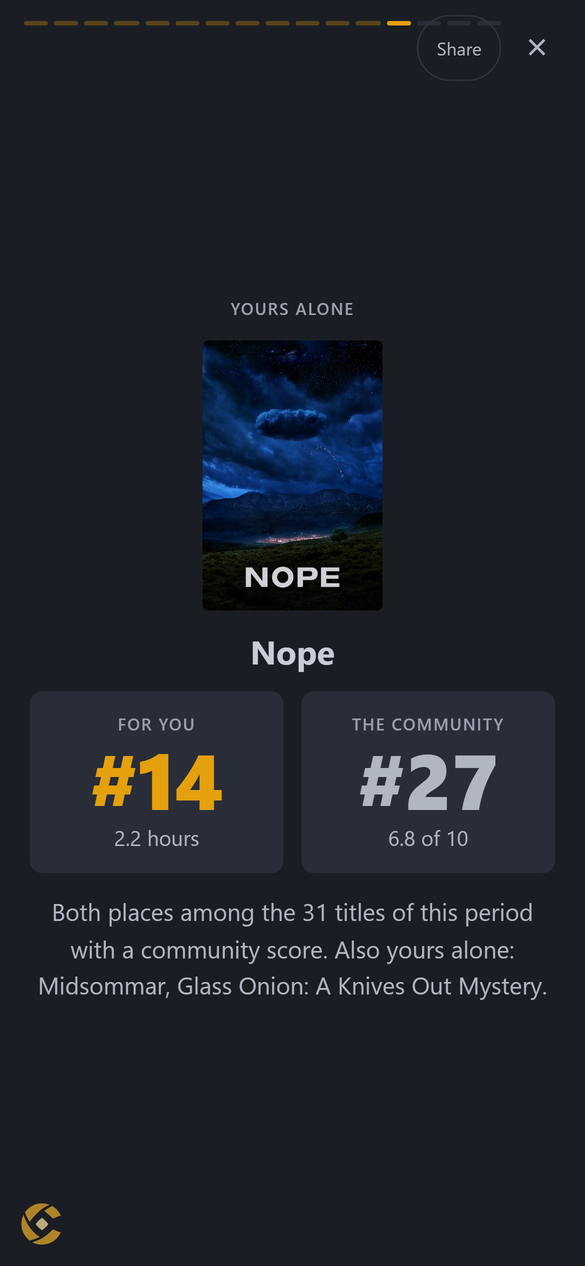 Share
YOURS ALONE
NOPE
Nope
FOR YOU
#14
2.2 hours
THE COMMUNITY
#27
6.8 of 10
Both places among the 31 titles of this period
with a community score. Also yours alone:
Midsommar, Glass Onion: A Knives Out Mystery.